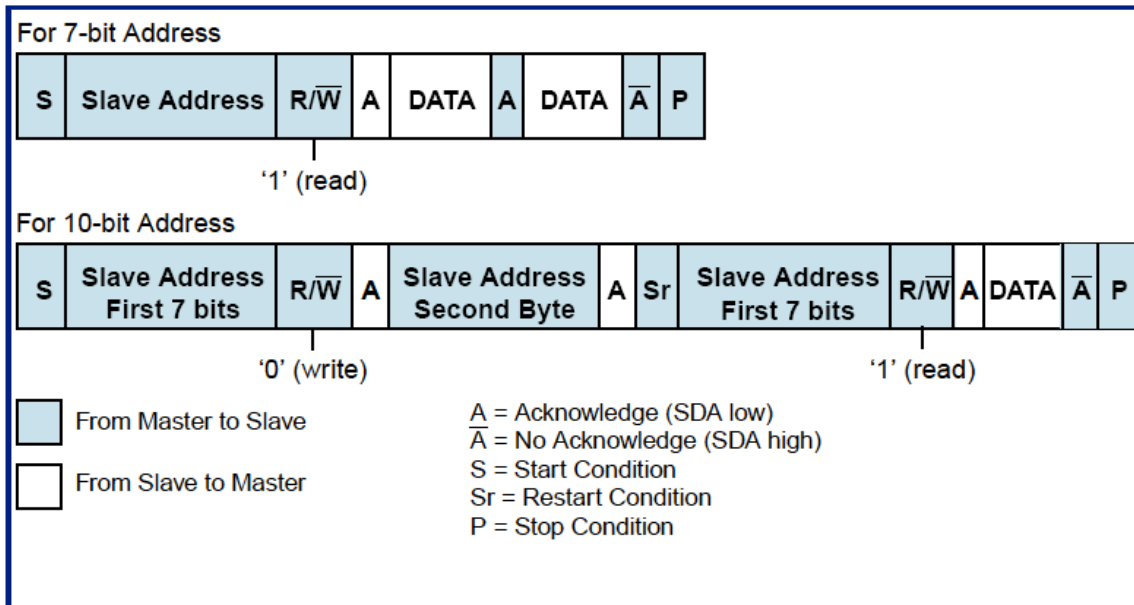 For 7-bit Address
S Slave Address R/W̅ A DATA A DATA A̅ P
‘1’ (read)
For 10-bit Address
S Slave Address First 7 bits R/W̅ A Slave Address Second Byte A Sr Slave Address First 7 bits R/W̅ A DATA A̅ P
‘0’ (write) ‘1’ (read)
From Master to Slave
From Slave to Master
A = Acknowledge (SDA low)
A̅ = No Acknowledge (SDA high)
S = Start Condition
Sr = Restart Condition
P = Stop Condition